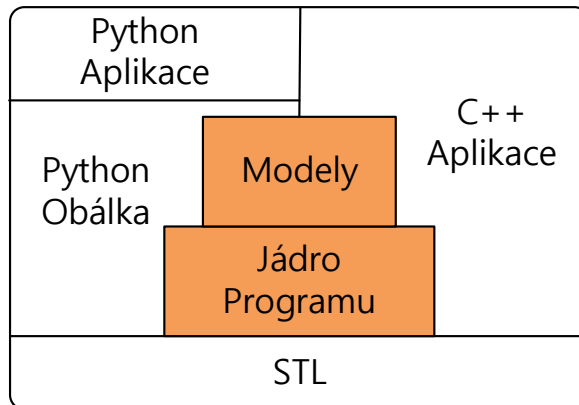 Python
Aplikace
C++
Aplikace
Python
Obálka
Modely
Jádro
Programu
STL